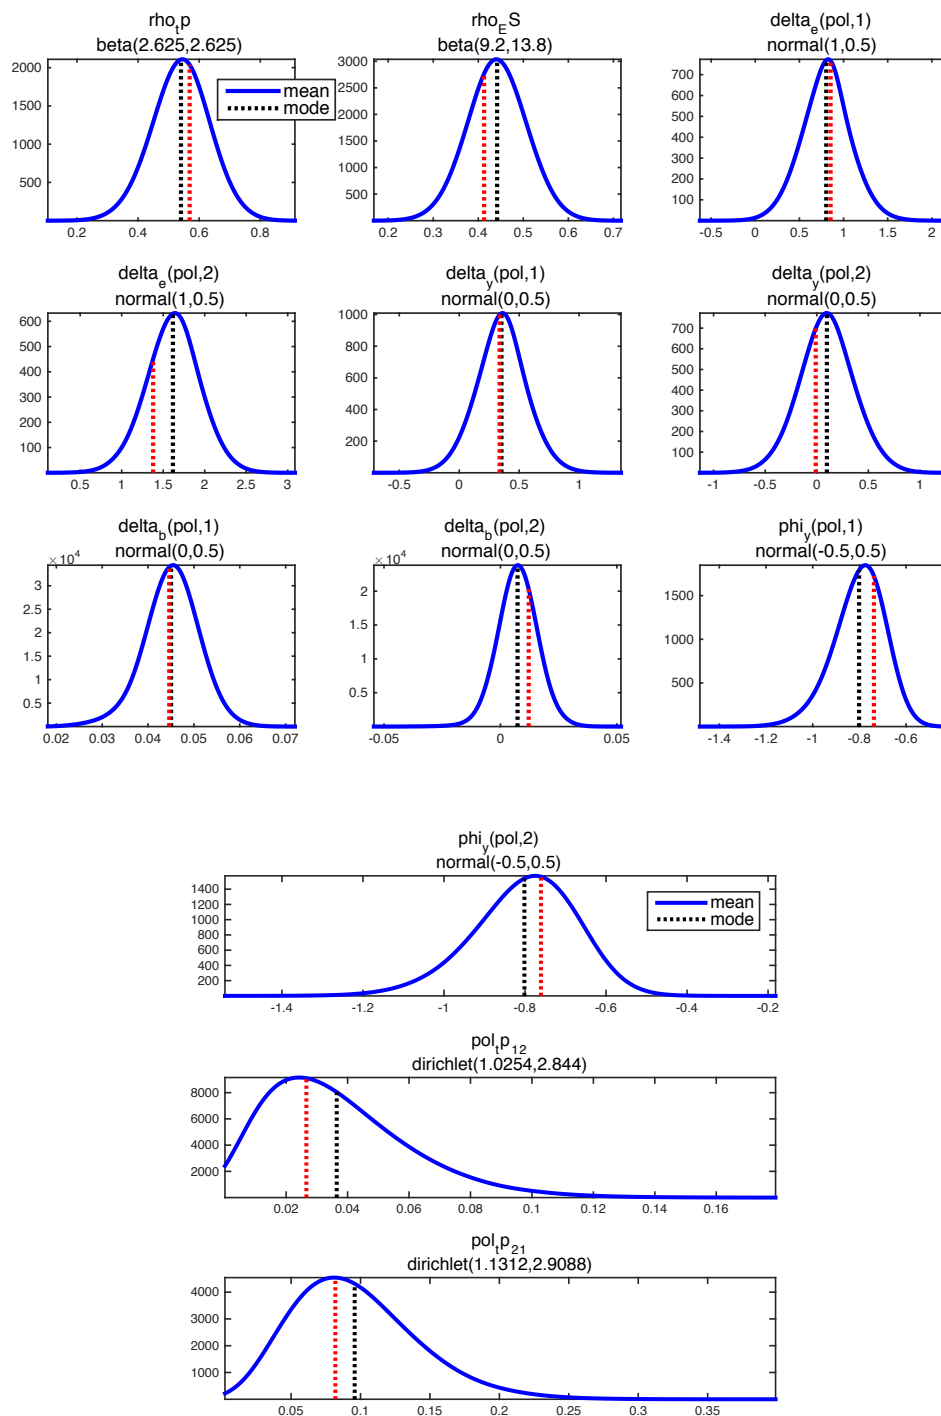 rho_tp
beta(2.625,2.625)
2000
1500
1000
500
0.2 0.4 0.6 0.8
mean
mode
rho_ES
beta(9.2,13.8)
3000
2500
2000
1500
1000
500
0.2 0.3 0.4 0.5 0.6 0.7
delta_e(pol,1)
normal(1,0.5)
700
600
500
400
300
200
100
-0.5 0 0.5 1 1.5 2
delta_e(pol,2)
normal(1,0.5)
600
500
400
300
200
100
0.5 1 1.5 2 2.5 3
delta_y(pol,1)
normal(0,0.5)
1000
800
600
400
200
-0.5 0 0.5 1
delta_y(pol,2)
normal(0,0.5)
700
600
500
400
300
200
100
-1 -0.5 0 0.5 1
delta_b(pol,1)
normal(0,0.5)
×10^4
3
2.5
2
1.5
1
0.5
0.02 0.03 0.04 0.05 0.06 0.07
delta_b(pol,2)
normal(0,0.5)
×10^4
2
1.5
1
0.5
-0.05 0 0.05
phi_y(pol,1)
normal(-0.5,0.5)
1500
1000
500
-1.4 -1.2 -1 -0.8 -0.6
phi_y(pol,2)
normal(-0.5,0.5)
1400
1200
1000
800
600
400
200
-1.4 -1.2 -1 -0.8 -0.6 -0.4 -0.2
mean
mode
pol_tp_12
dirichlet(1.0254,2.844)
8000
6000
4000
2000
0.02 0.04 0.06 0.08 0.1 0.12 0.14 0.16
pol_tp_21
dirichlet(1.1312,2.9088)
4000
3000
2000
1000
0.05 0.1 0.15 0.2 0.25 0.3 0.35